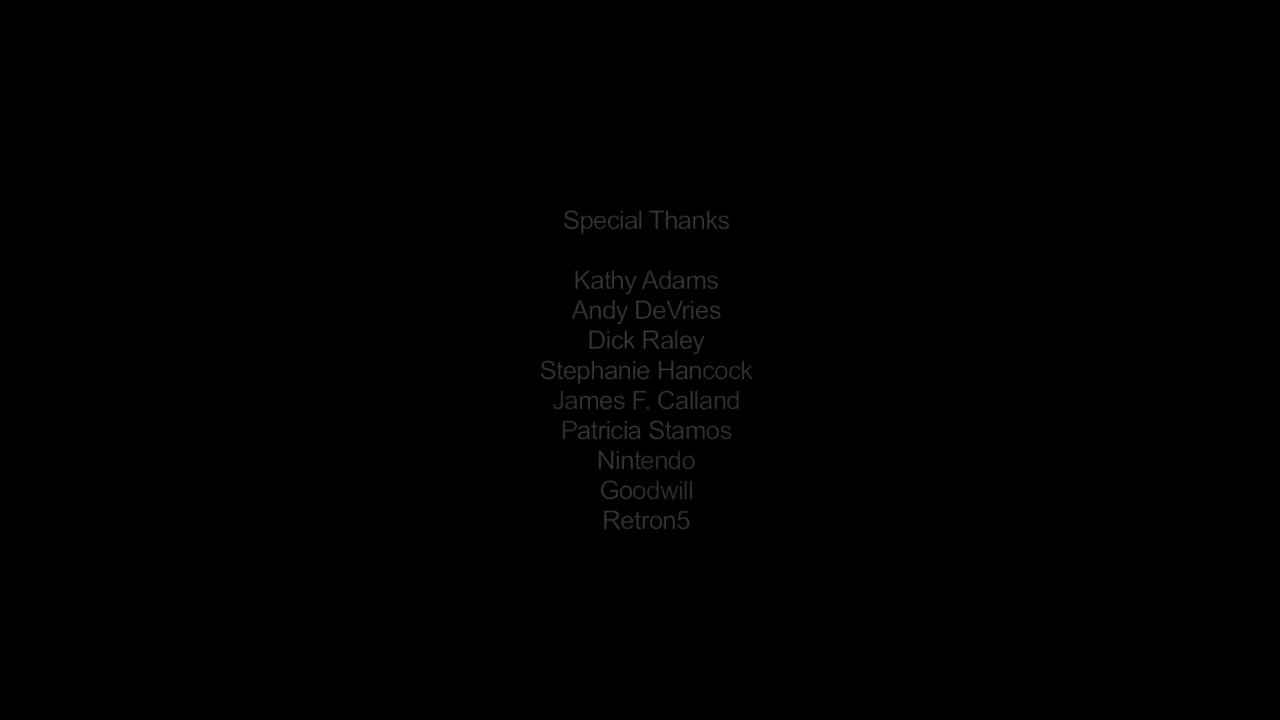 Special Thanks
Kathy Adams
Andy DeVries
Dick Raley
Stephanie Hancock
James F. Calland
Patricia Stamos
Nintendo
Goodwill
Retron5